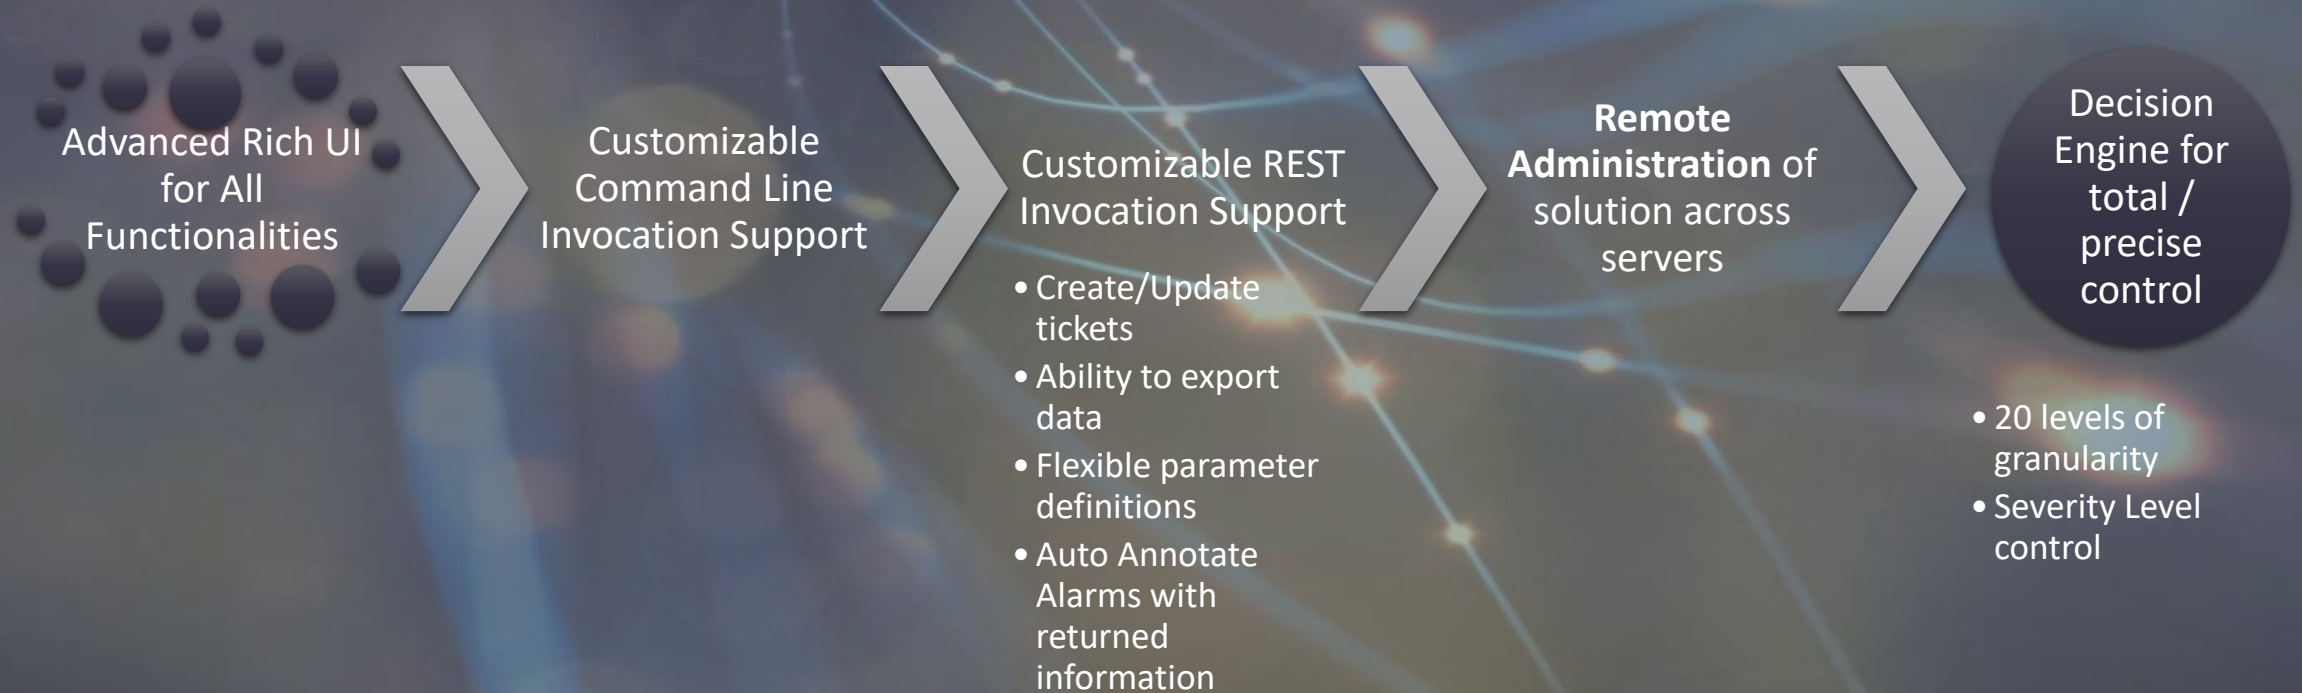 Advanced Rich UI
for All
Functionalities
Customizable
Command Line
Invocation Support
Customizable REST
Invocation Support
• Create/Update
tickets
• Ability to export
data
• Flexible parameter
definitions
• Auto Annotate
Alarms with
returned
information
Remote
Administration of
solution across
servers
Decision
Engine for
total /
precise
control
• 20 levels of
granularity
• Severity Level
control